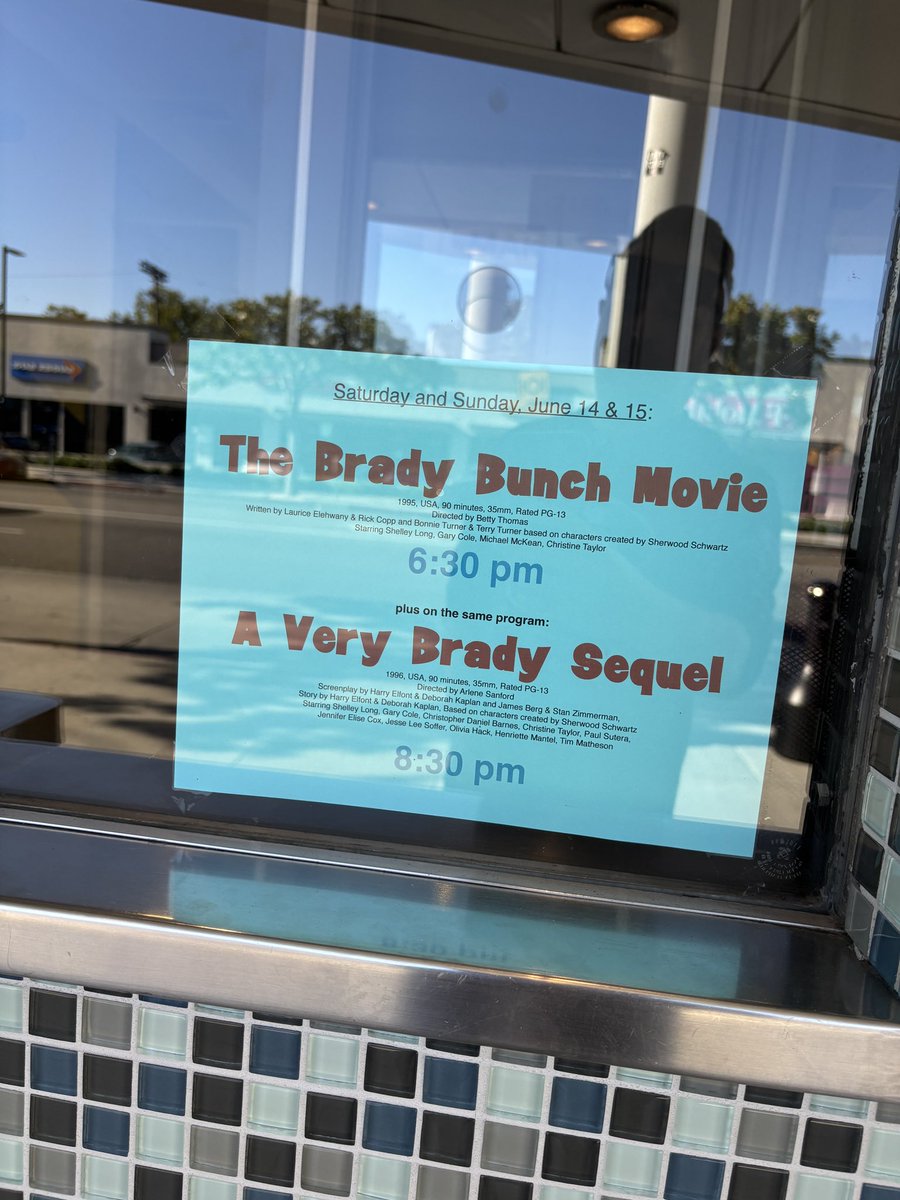 Saturday and Sunday, June 14 & 15:
The Brady Bunch Movie
1995, USA, 90 minutes, 35mm, Rated PG-13
Directed by Betty Thomas
Written by Laurice Elehwany & Rick Copp and Bonnie Turner & Terry Turner based on characters created by Sherwood Schwartz
Starring Shelley Long, Gary Cole, Michael McKean, Christine Taylor
6:30 pm
plus on the same program:
A Very Brady Sequel
1996, USA, 90 minutes, 35mm, Rated PG-13
Directed by Arlene Sanford
Screenplay by Harry Elfont & Deborah Kaplan and James Berg & Stan Zimmerman,
Story by Harry Elfont & Deborah Kaplan, Based on characters created by Sherwood Schwartz
Starring Shelley Long, Gary Cole, Christopher Daniel Barnes, Christine Taylor, Paul Sutera,
Jennifer Elise Cox, Jesse Lee Soffer, Olivia Hack, Henriette Mantel, Tim Matheson
8:30 pm